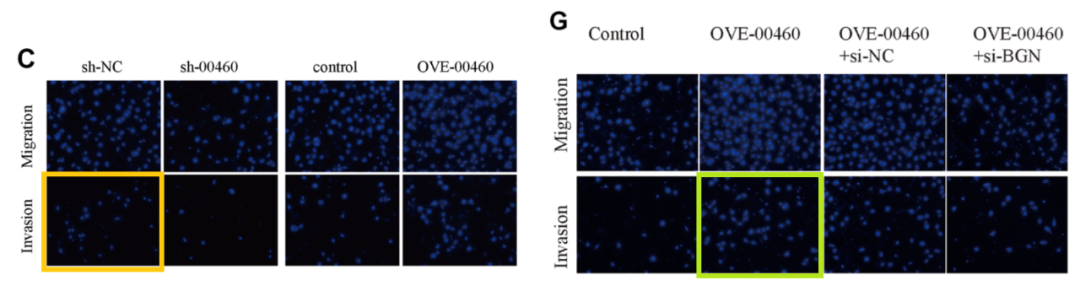 C
sh-NC sh-00460 control OVE-00460
Migration
Invasion
G
Control OVE-00460 OVE-00460 +si-NC OVE-00460 +si-BGN
Migration
Invasion